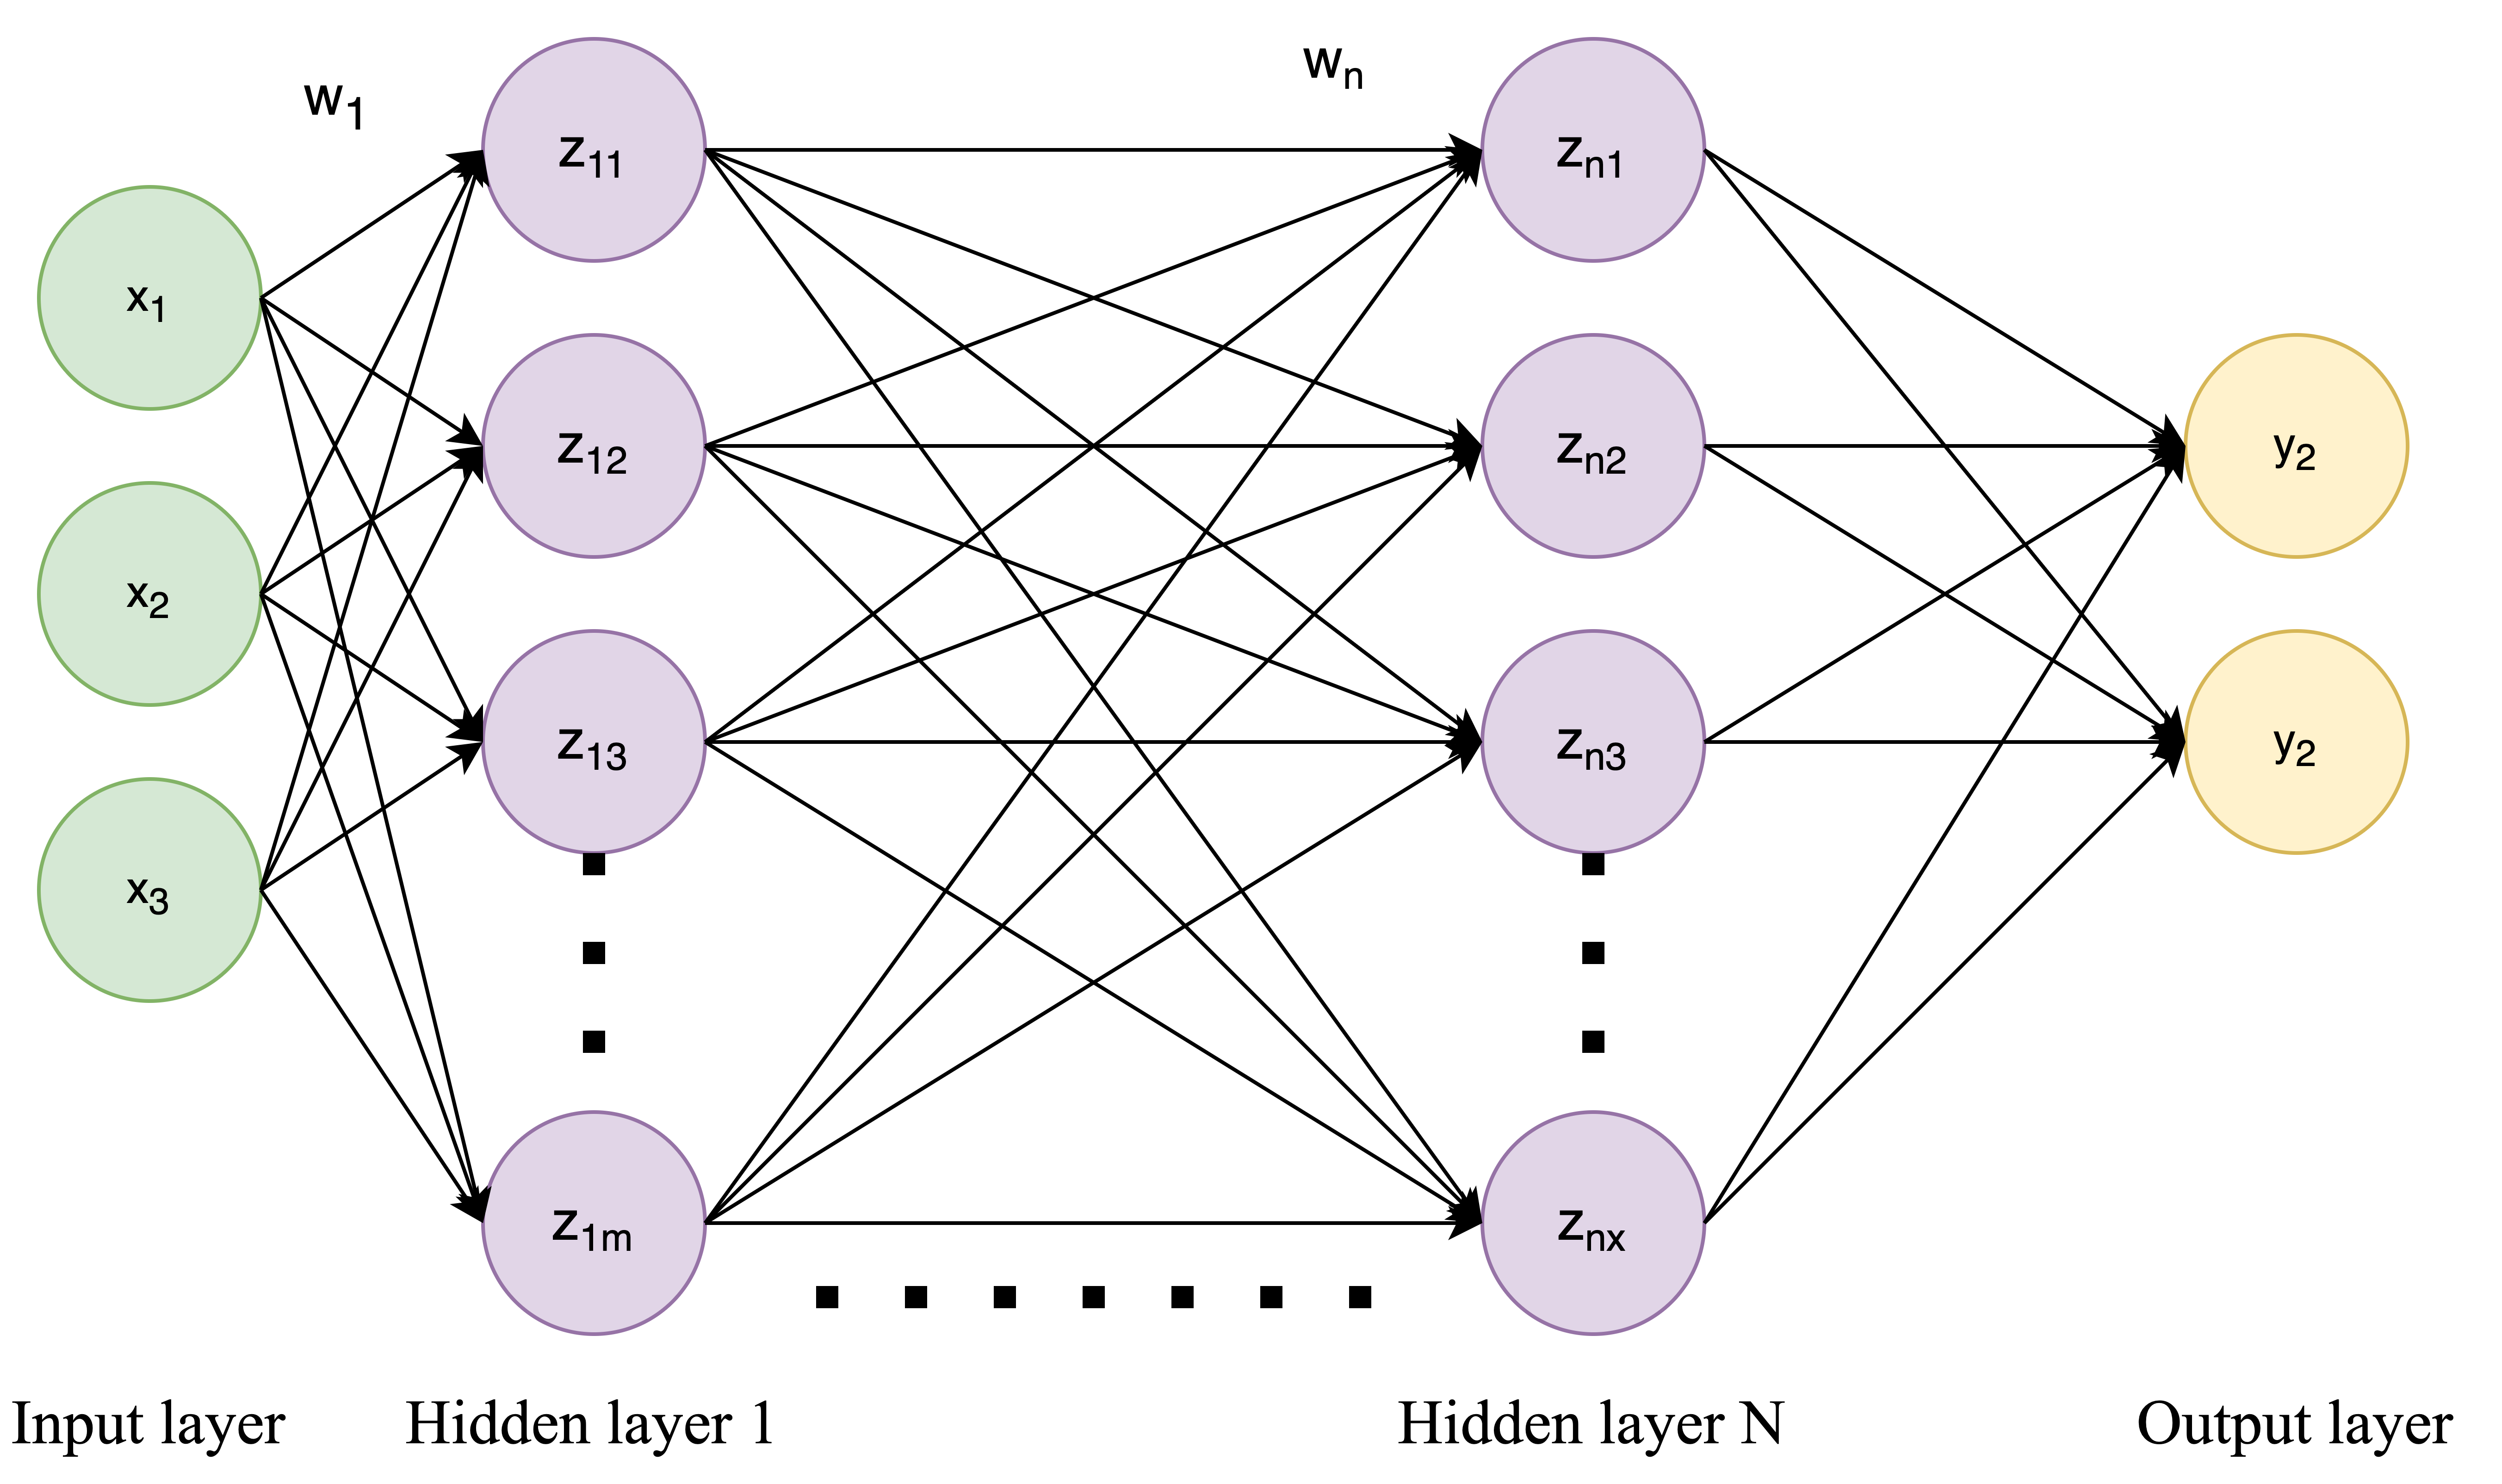 w1
wn
z11
zn1
x1
z12
zn2
y2
x2
z13
zn3
y2
x3
z1m
znx
Input layer
Hidden layer 1
Hidden layer N
Output layer